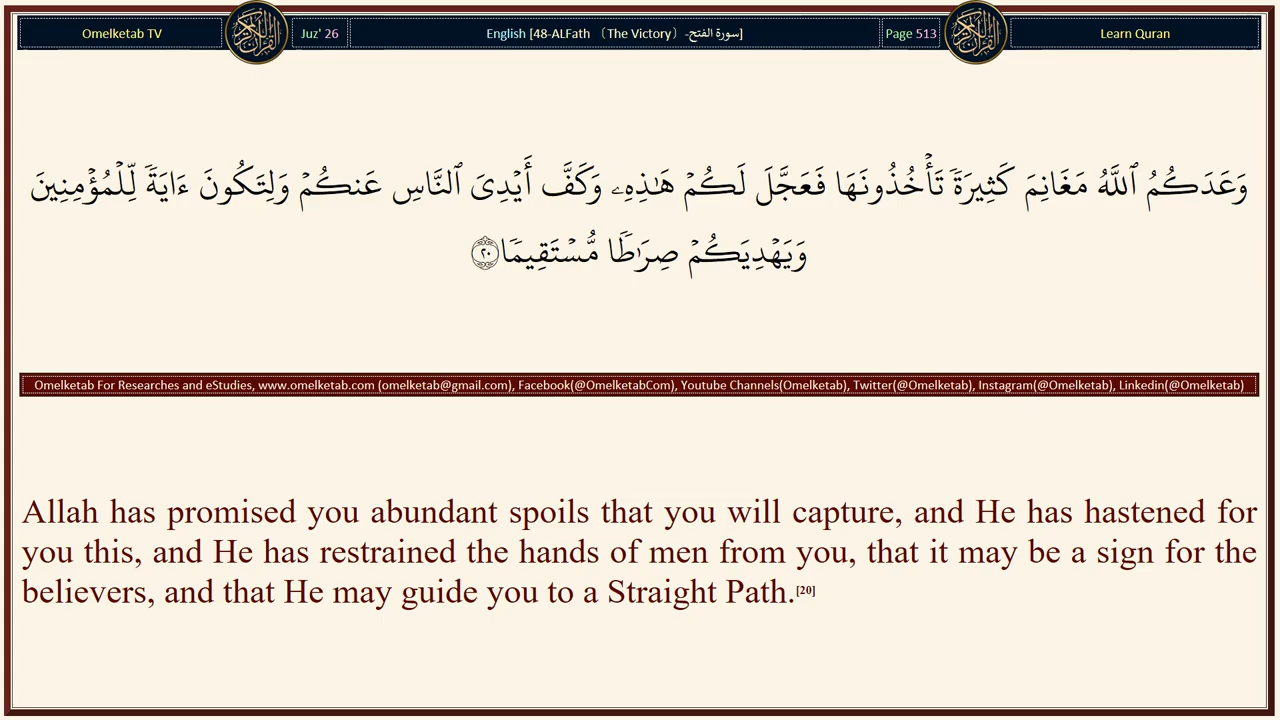 Omelketab TV
Juz' 26
English [48-ALFath (The Victory) -سورة الفتح]
Page 513
Learn Quran
وَعَدَكُمُ ٱللَّهُ مَغَانِمَ كَثِيرَةٗ تَأۡخُذُونَهَا فَعَجَّلَ لَكُمۡ هَٰذِهِۦ وَكَفَّ أَيۡدِيَ ٱلنَّاسِ عَنكُمۡ وَلِتَكُونَ ءَايَةٗ لِّلۡمُؤۡمِنِينَ
وَيَهۡدِيَكُمۡ صِرَٰطٗا مُّسۡتَقِيمٗا ٢٠
Omelketab For Researches and eStudies, www.omelketab.com (omelketab@gmail.com), Facebook(@OmelketabCom), Youtube Channels(Omelketab), Twitter(@Omelketab), Instagram(@Omelketab), Linkedin(@Omelketab)
Allah has promised you abundant spoils that you will capture, and He has hastened for
you this, and He has restrained the hands of men from you, that it may be a sign for the
believers, and that He may guide you to a Straight Path.[20]